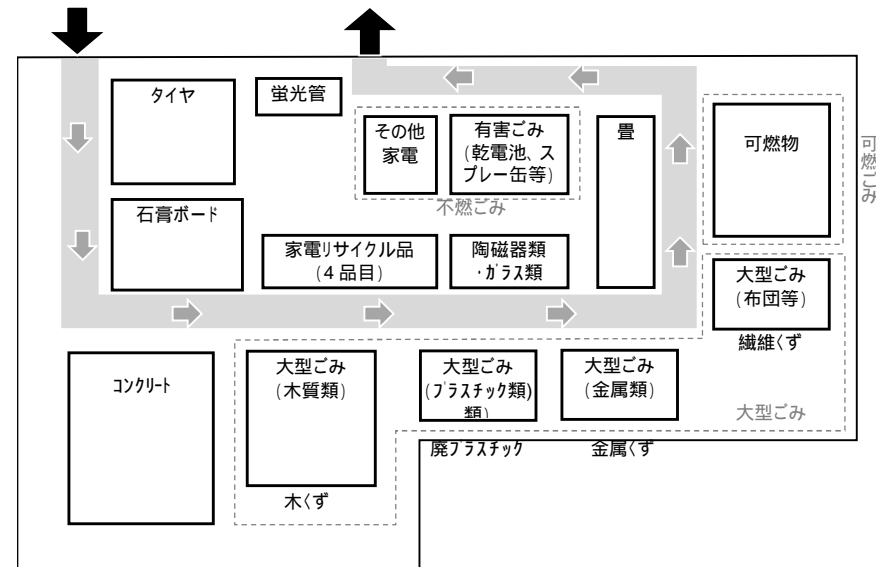 タイヤ
蛍光管
その他
家電
有害ごみ
(乾電池、ス
プレー缶等)
畳
可燃物
可燃ごみ
不燃ごみ
石膏ボード
家電リサイクル品
(４品目)
陶磁器類
・ガラス類
大型ごみ
(布団等)
繊維くず
コンクリート
大型ごみ
(木質類)
大型ごみ
(プラスチック類)
類)
大型ごみ
(金属類)
大型ごみ
廃プラスチック
金属くず
木くず